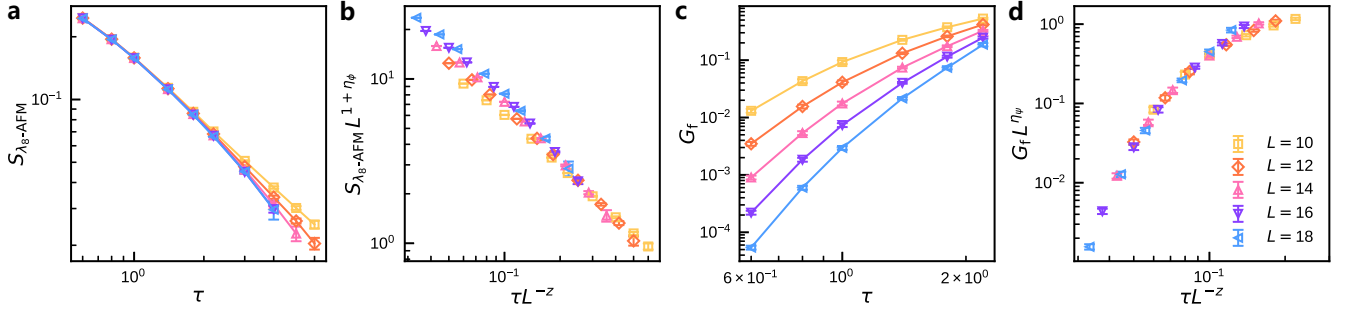 a
S_{λ_8-AFM}
10^{-1}
10^0
τ
b
S_{λ_8-AFM} L^{1 + η_ϕ}
10^1
10^0
10^{-1}
τL^{-z}
c
G_f
10^{-1}
10^{-2}
10^{-3}
10^{-4}
6 × 10^{-1}
10^0
2 × 10^0
τ
d
G_f L^{η_ψ}
10^0
10^{-1}
10^{-2}
10^{-1}
τL^{-z}
L = 10
L = 12
L = 14
L = 16
L = 18